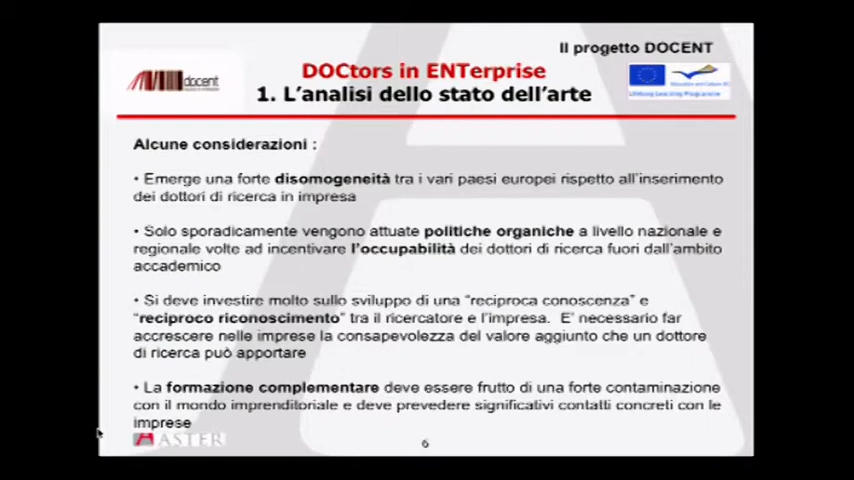 Il progetto DOCENT
docent
DOCtors in ENTerprise
1. L'analisi dello stato dell'arte
Lifelong Learning Programme
Alcune considerazioni :
• Emerge una forte disomogeneità tra i vari paesi europei rispetto all'inserimento
dei dottori di ricerca in impresa
• Solo sporadicamente vengono attuate politiche organiche a livello nazionale e
regionale volte ad incentivare l'occupabilità dei dottori di ricerca fuori dall'ambito
accademico
• Si deve investire molto sullo sviluppo di una "reciproca conoscenza" e
"reciproco riconoscimento" tra il ricercatore e l'impresa. E' necessario far
accrescere nelle imprese la consapevolezza del valore aggiunto che un dottore
di ricerca può apportare
• La formazione complementare deve essere frutto di una forte contaminazione
con il mondo imprenditoriale e deve prevedere significativi contatti concreti con le
imprese
ASTER
6